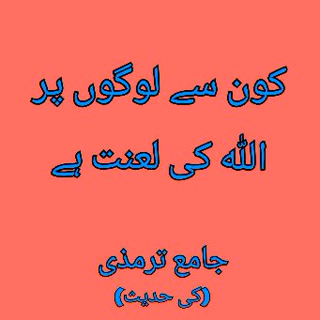 کون سے لوگوں پر
اللہ کی لعنت ہے
جامع ترمذی
(کی حدیث)